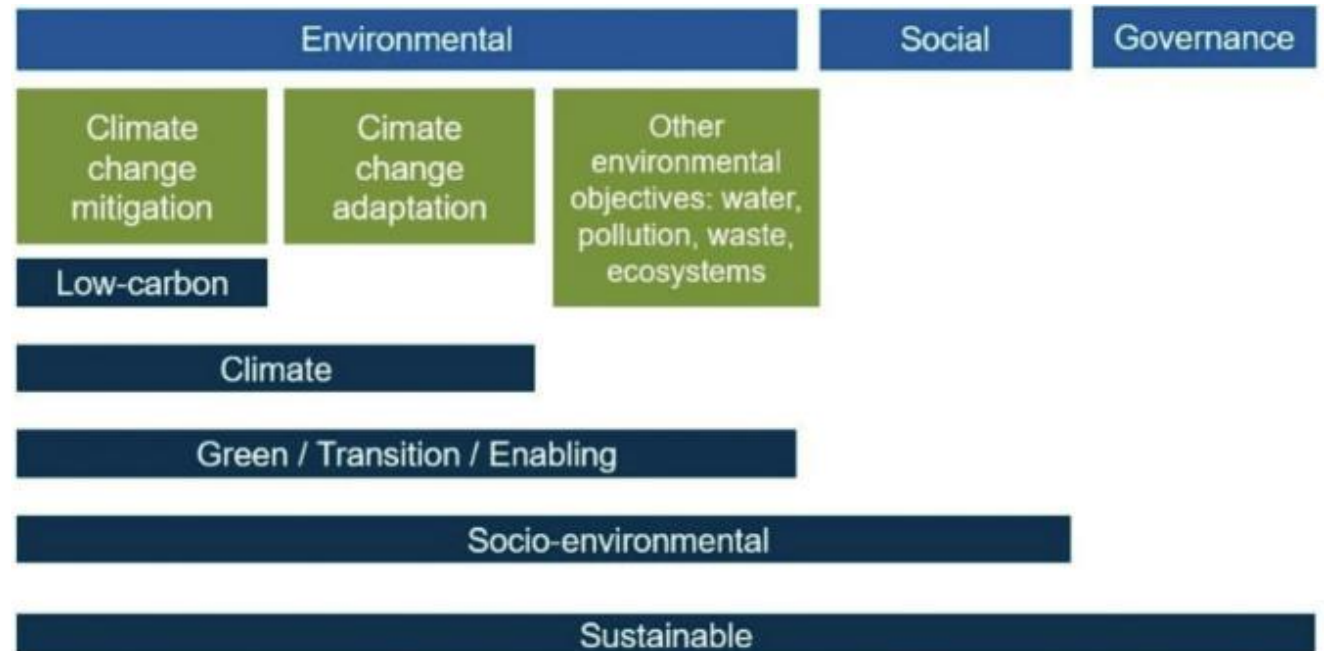 Environmental
Social
Governance
Climate
change
mitigation
Cimate
change
adaptation
Other
environmental
objectives: water,
pollution, waste,
ecosystems
Low-carbon
Climate
Green / Transition / Enabling
Socio-environmental
Sustainable